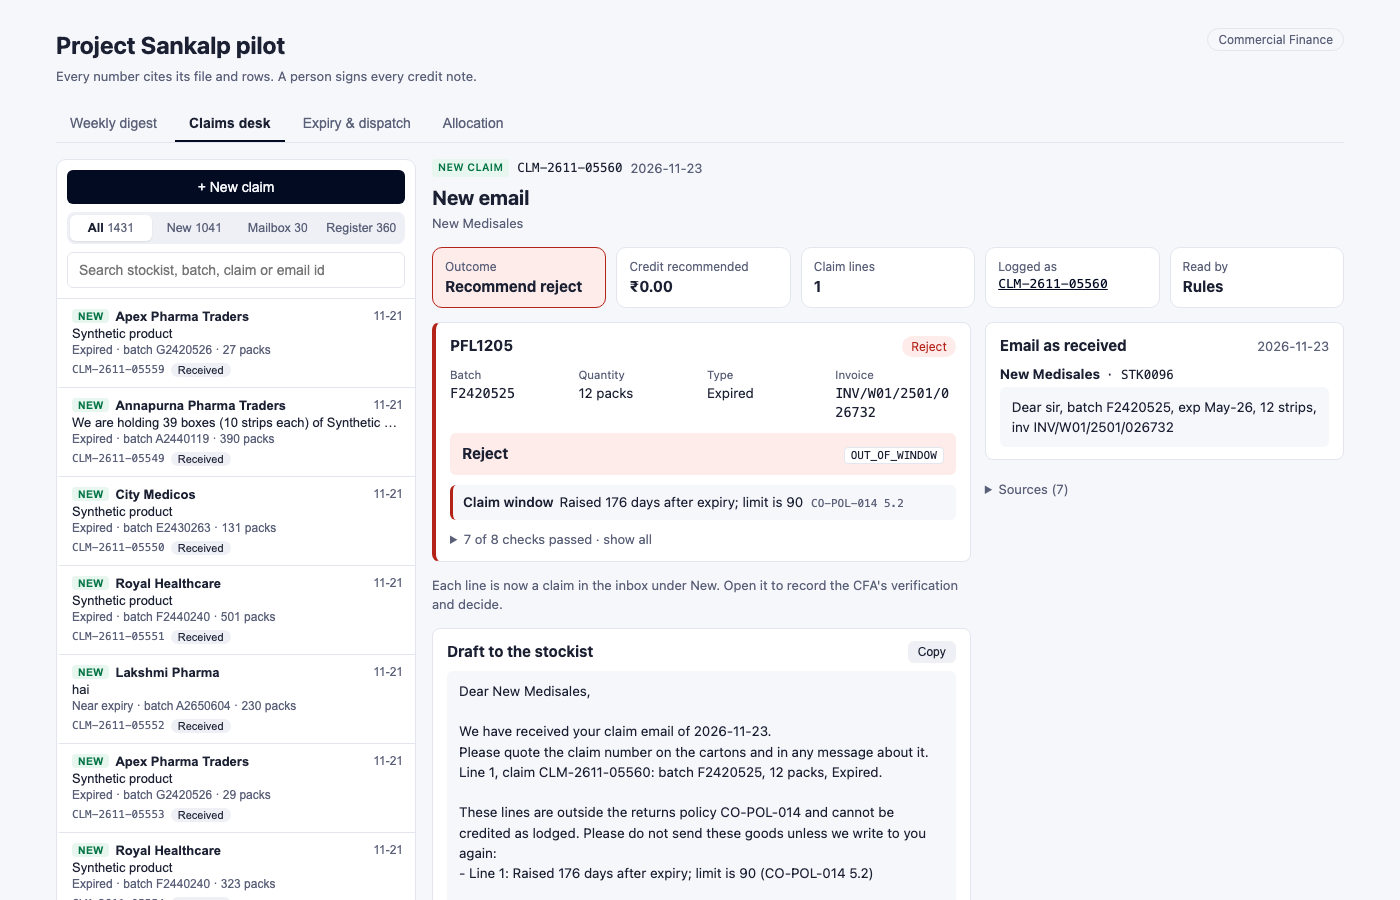 Project Sankalp pilot
Commercial Finance
Every number cites its file and rows. A person signs every credit note.
Weekly digest
Claims desk
Expiry & dispatch
Allocation
+ New claim
All 1431
New 1041
Mailbox 30
Register 360
Search stockist, batch, claim or email id
NEW Apex Pharma Traders 11-21
Synthetic product
Expired · batch G2420526 · 27 packs
CLM-2611-05559 Received
NEW Annapurna Pharma Traders 11-21
We are holding 39 boxes (10 strips each) of Synthetic ...
Expired · batch A2440119 · 390 packs
CLM-2611-05549 Received
NEW City Medicos 11-21
Synthetic product
Expired · batch E2430263 · 131 packs
CLM-2611-05550 Received
NEW Royal Healthcare 11-21
Synthetic product
Expired · batch F2440240 · 501 packs
CLM-2611-05551 Received
NEW Lakshmi Pharma 11-21
hai
Near expiry · batch A2650604 · 230 packs
CLM-2611-05552 Received
NEW Apex Pharma Traders 11-21
Synthetic product
Expired · batch G2420526 · 29 packs
CLM-2611-05553 Received
NEW Royal Healthcare 11-21
Synthetic product
Expired · batch F2440240 · 323 packs
NEW CLAIM CLM-2611-05560 2026-11-23
New email
New Medisales
Outcome
Recommend reject
Credit recommended
₹0.00
Claim lines
1
Logged as
CLM-2611-05560
Read by
Rules
PFL1205
Reject
Batch
F2420525
Quantity
12 packs
Type
Expired
Invoice
INV/W01/2501/0
26732
Reject
OUT_OF_WINDOW
Claim window Raised 176 days after expiry; limit is 90 CO-POL-014 5.2
7 of 8 checks passed · show all
Each line is now a claim in the inbox under New. Open it to record the CFA's verification
and decide.
Draft to the stockist
Copy
Dear New Medisales,
We have received your claim email of 2026-11-23.
Please quote the claim number on the cartons and in any message about it.
Line 1, claim CLM-2611-05560: batch F2420525, 12 packs, Expired.
These lines are outside the returns policy CO-POL-014 and cannot be
credited as lodged. Please do not send these goods unless we write to you
again:
- Line 1: Raised 176 days after expiry; limit is 90 (CO-POL-014 5.2)
Email as received
2026-11-23
New Medisales · STK0096
Dear sir, batch F2420525, exp May-26, 12 strips,
inv INV/W01/2501/026732
Sources (7)